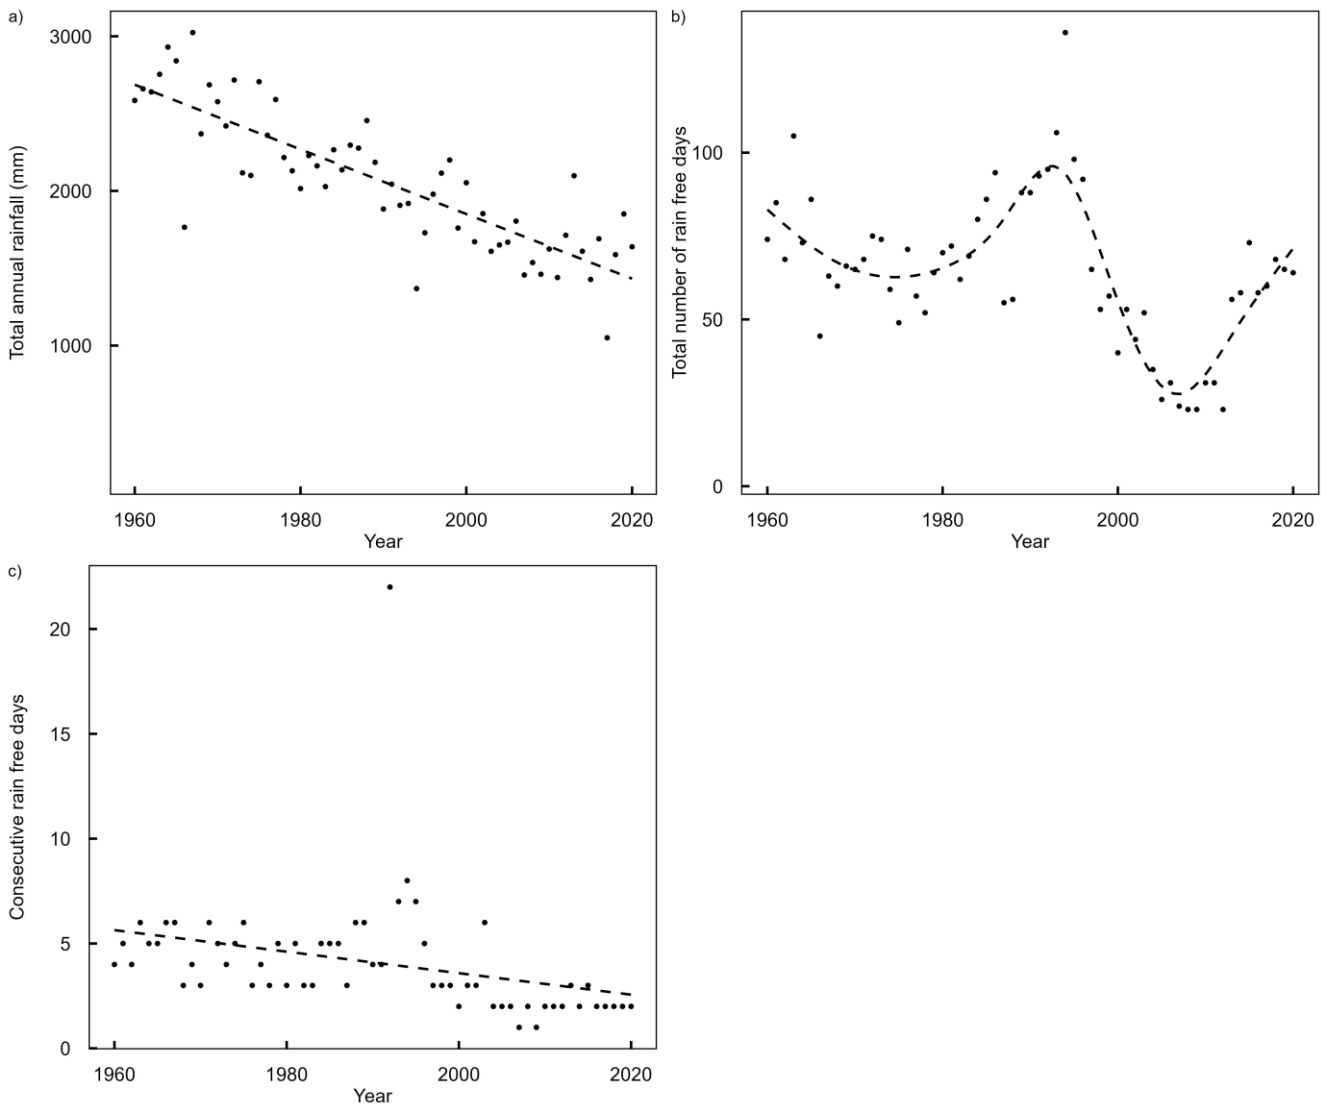 a)
Total annual rainfall (mm)
3000
2000
1000
1960 1980 2000 2020
Year
b)
Total number of rain free days
100
50
0
1960 1980 2000 2020
Year
c)
Consecutive rain free days
20
15
10
5
0
1960 1980 2000 2020
Year